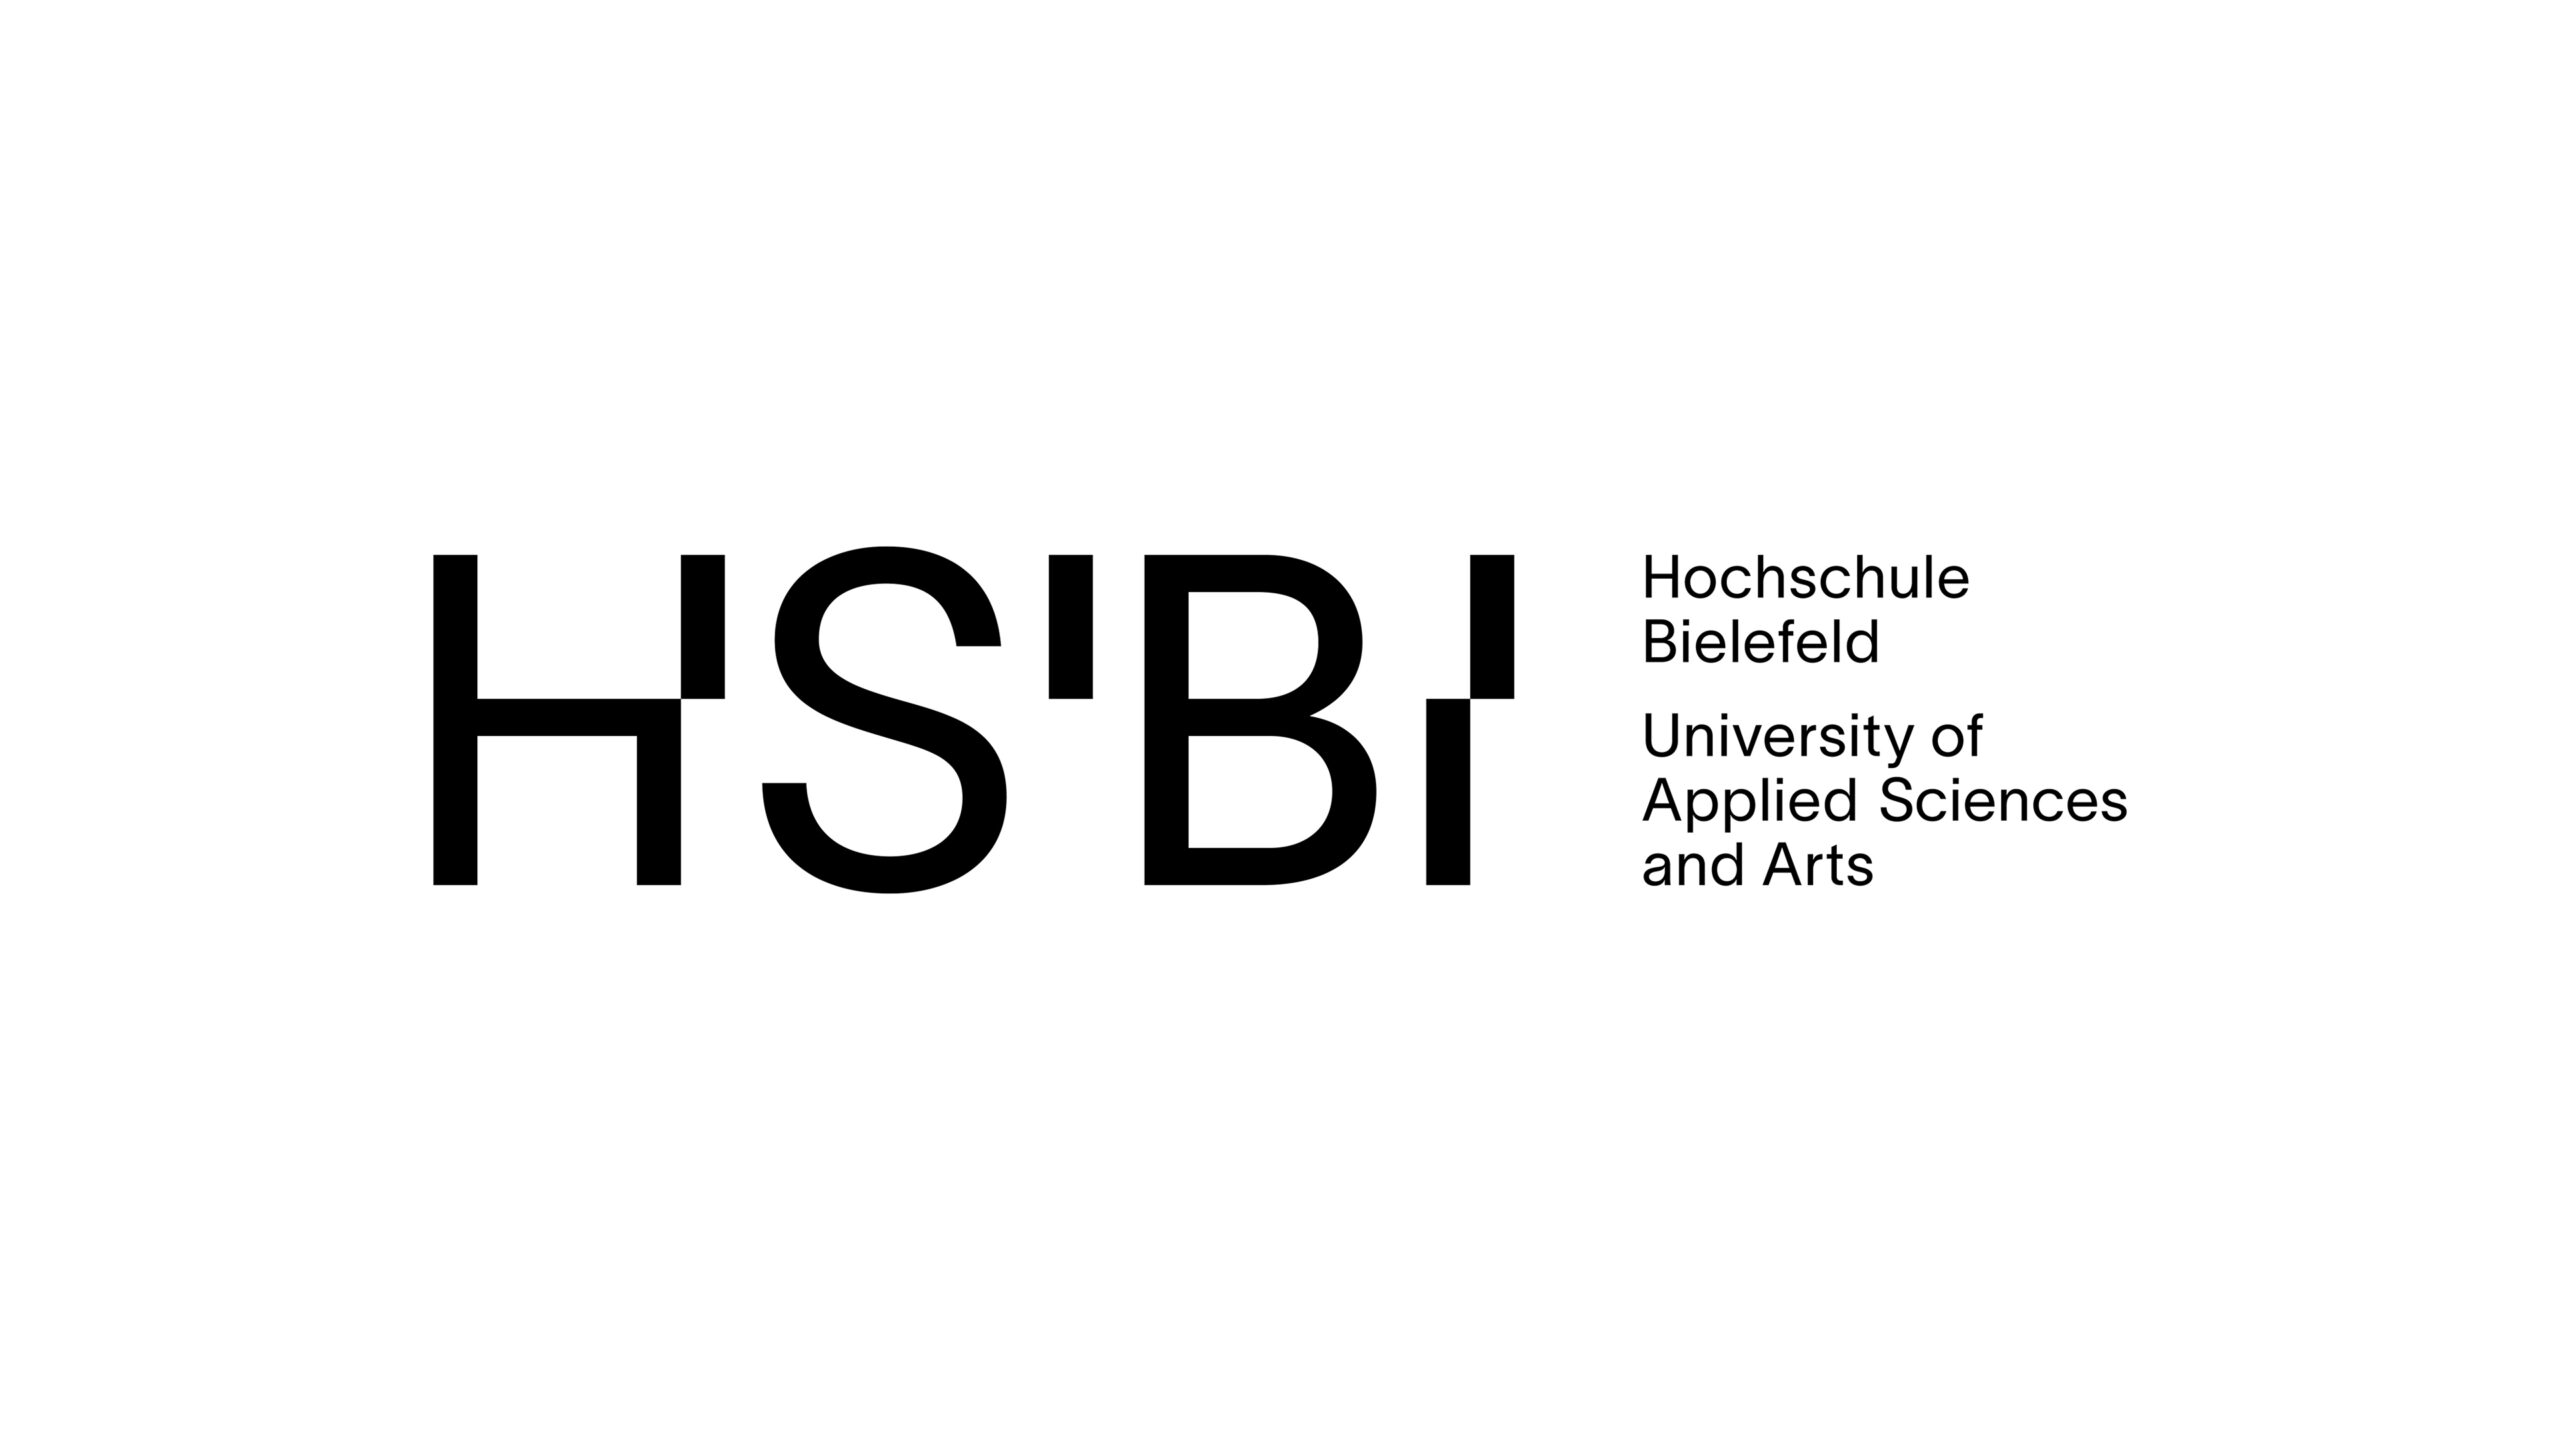 HS'BI
Hochschule
Bielefeld
University of
Applied Sciences
and Arts